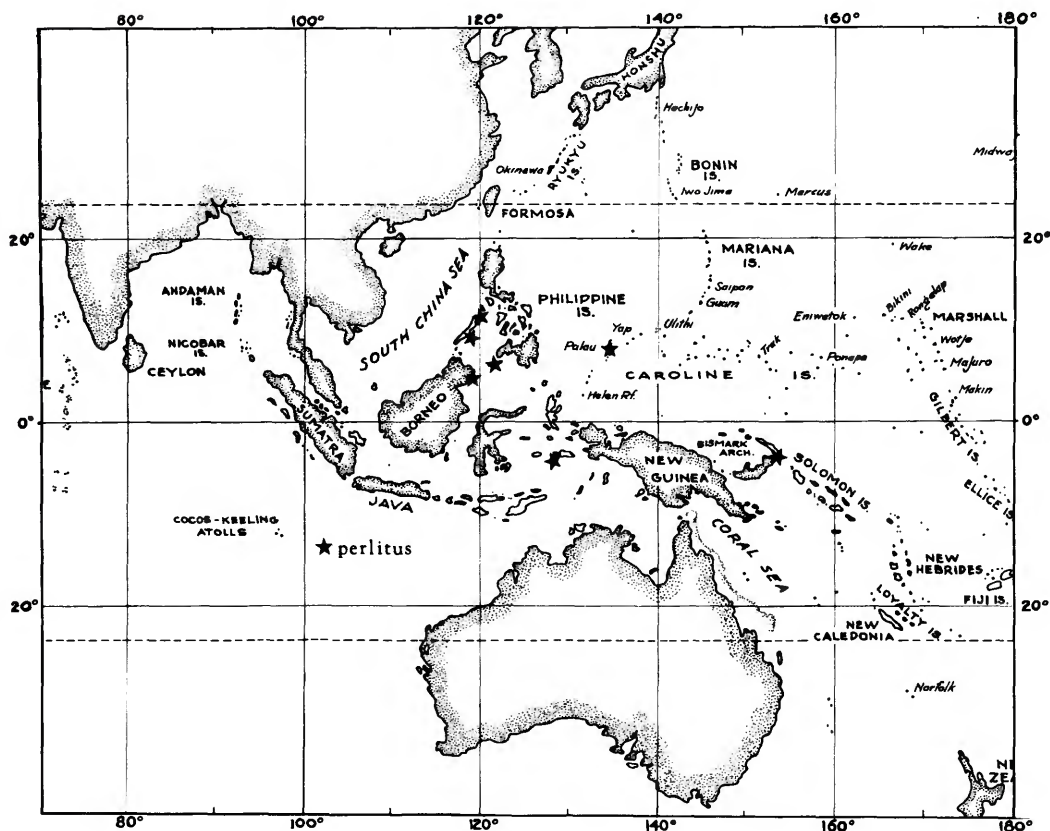 80° 100° 120° 140° 160° 180°
HONSHU
Hachijo
Midway
Okinawa
RYUKYU
IS.
BONIN
IS.
Iwo Jima
Marcus
FORMOSA
20°
20°
MARIANA
IS.
Wake
ANDAMAN
IS.
SOUTH CHINA SEA
PHILIPPINE
IS.
Saipan
Guam
Bikini
Rongelap
Eniwetok
MARSHALL
NICOBAR
IS.
Yap
Ulithi
Wotje
Palau
Truk
Ponape
Majuro
CEYLON
CAROLINE IS.
Helen Rf.
Makin
GILBERT IS.
0°
0°
SUMATRA
BORNEO
BISMARK
ARCH.
NEW
GUINEA
SOLOMON IS.
ELLICE IS.
JAVA
COCOS-KEELING
ATOLLS
★ perlitus
CORAL SEA
NEW
HEBRIDES
FIJI IS.
20°
20°
LOYALTY IS.
NEW
CALEDONIA
Norfolk
NE
ZEA
80° 100° 120° 140° 160° 180°